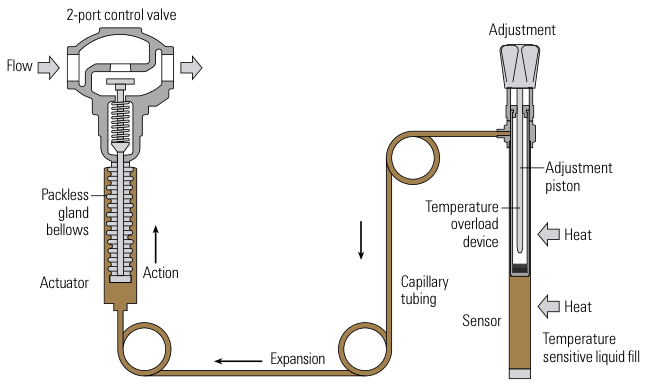 2-port control valve
Adjustment
Flow
Adjustment
piston
Packless
gland
bellows
Temperature
overload
device
Heat
Action
Actuator
Capillary
tubing
Heat
Sensor
Temperature
sensitive liquid fill
Expansion